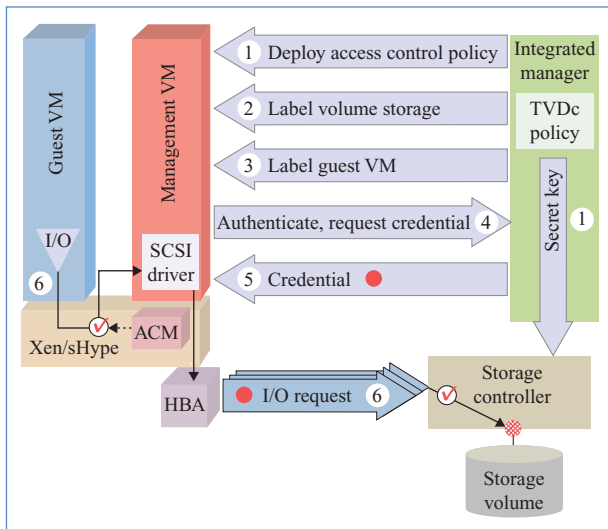 Guest VM
Management VM
1 Deploy access control policy
Integrated
manager
2 Label volume storage
TVDc
policy
3 Label guest VM
Authenticate, request credential 4
Secret key
1
I/O
SCSI
driver
5 Credential
6
ACM
Xen/sHype
HBA
I/O request 6
Storage
controller
Storage
volume